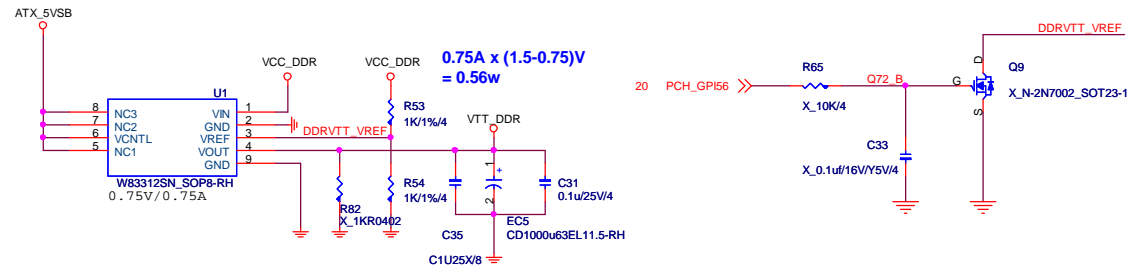 ATX_5VSB
VCC_DDR
VCC_DDR
0.75A x (1.5-0.75)V
= 0.56w
DDRVTT_VREF
U1
8
7
6
5
NC3
NC2
VCNTL
NC1
VIN
GND
VREF
VOUT
GND
1
2
3
4
9
W83312SN_SOP8-RH
0.75V/0.75A
DDRVTT_VREF
R53
1K/1%/4
VTT_DDR
R54
1K/1%/4
R82
X_1KR0402
C35
C1U25X/8
1
+
2
EC5
CD1000u63EL11.5-RH
C31
0.1u/25V/4
20
PCH_GPI56
R65
X_10K/4
Q72_B
C33
X_0.1uf/16V/Y5V/4
G
D
S
Q9
X_N-2N7002_SOT23-1